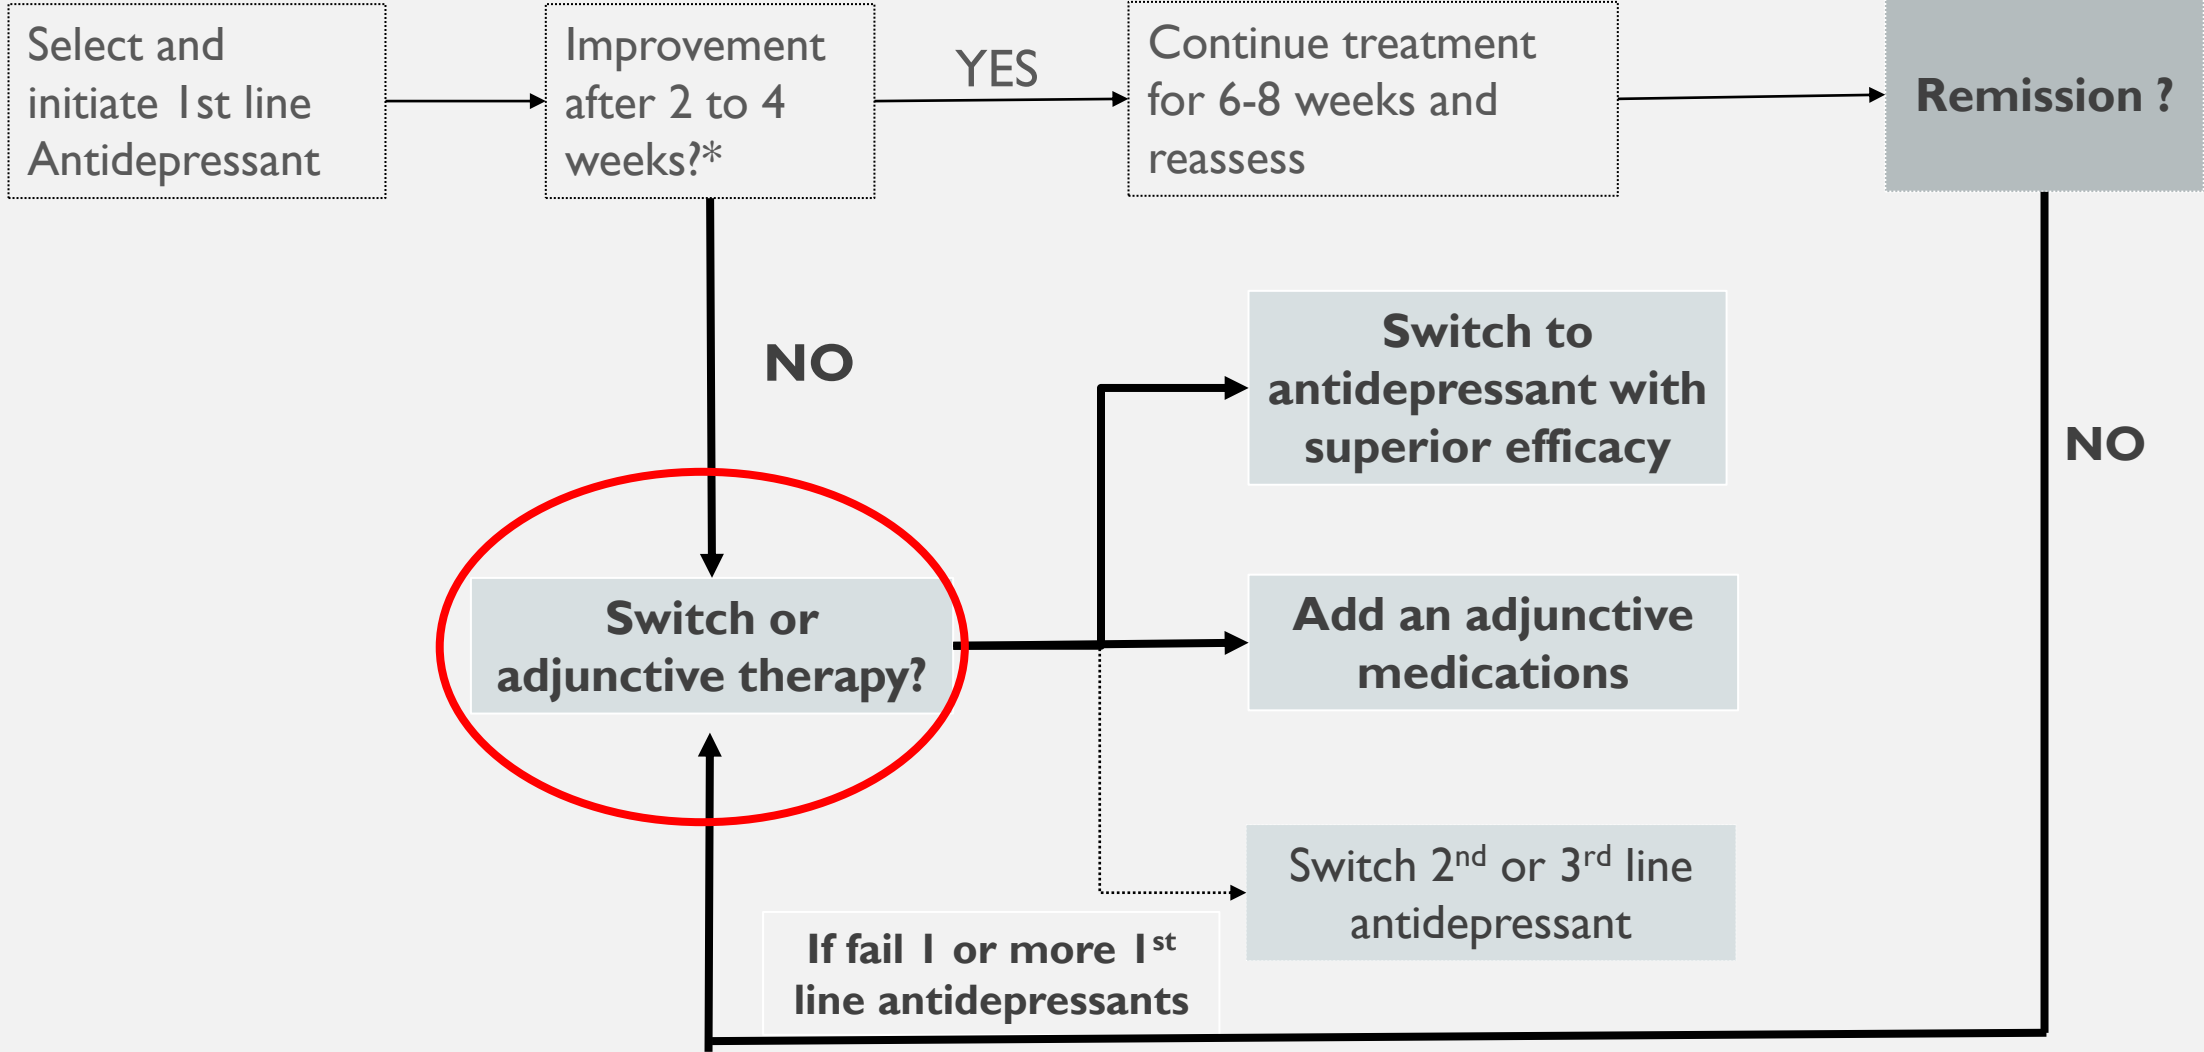 Select and
initiate 1st line
Antidepressant
Improvement
after 2 to 4
weeks?*
YES
Continue treatment
for 6-8 weeks and
reassess
Remission ?
NO
Switch to
antidepressant with
superior efficacy
NO
Switch or
adjunctive therapy?
Add an adjunctive
medications
Switch 2nd or 3rd line
antidepressant
If fail 1 or more 1st
line antidepressants